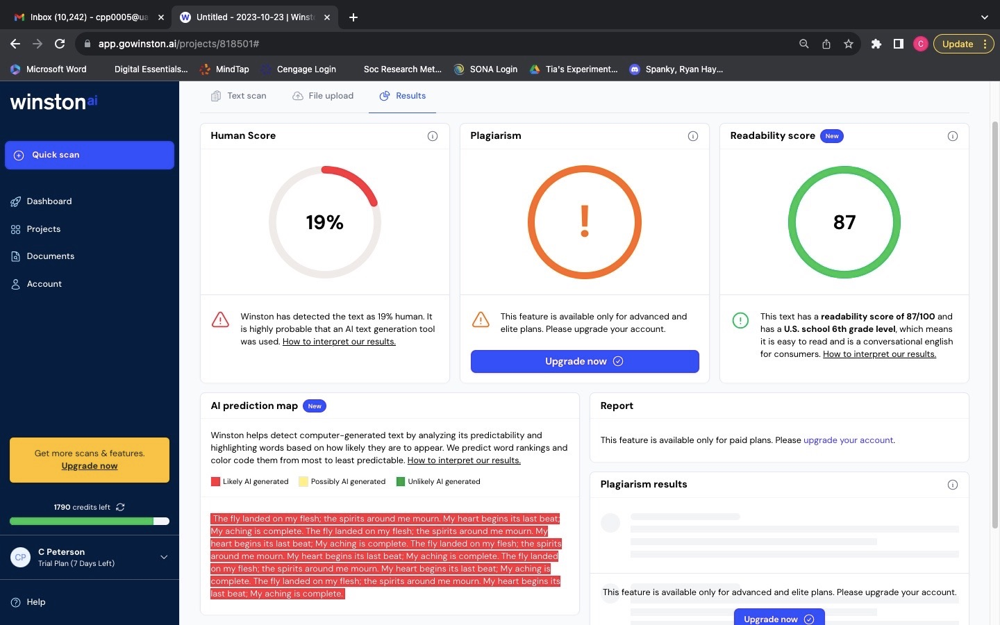 Inbox (10,242) - cpp0005@ua
Untitled - 2023-10-23 | Winst
app.gowinston.ai/projects/818501#
C
Update
Microsoft Word
Digital Essentials...
MindTap
Cengage Login
Soc Research Met...
SONA Login
Tia's Experiment...
Spanky, Ryan Hay...
winston ai
Quick scan
Dashboard
Projects
Documents
Account
Get more scans & features.
Upgrade now
1790 credits left
CP
C Peterson
Trial Plan (7 Days Left)
Help
Text scan
File upload
Results
Human Score
19%
Winston has detected the text as 19% human. It
is highly probable that an AI text generation tool
was used. How to interpret our results.
Plagiarism
!
This feature is available only for advanced and
elite plans. Please upgrade your account.
Upgrade now
Readability score New
87
This text has a readability score of 87/100 and
has a U.S. school 6th grade level, which means
it is easy to read and is a conversational english
for consumers. How to interpret our results.
AI prediction map New
Winston helps detect computer-generated text by analyzing its predictability and
highlighting words based on how likely they are to appear. We predict word rankings and
color code them from most to least predictable. How to interpret our results.
Likely AI generated
Possibly AI generated
Unlikely AI generated
The fly landed on my flesh; the spirits around me mourn. My heart begins its last beat;
My aching is complete. The fly landed on my flesh; the spirits around me mourn. My
heart begins its last beat; My aching is complete. The fly landed on my flesh; the spirits
around me mourn. My heart begins its last beat; My aching is complete. The fly landed
on my flesh; the spirits around me mourn. My heart begins its last beat; My aching is
complete. The fly landed on my flesh; the spirits around me mourn. My heart begins its
last beat; My aching is complete.
Report
This feature is available only for paid plans. Please upgrade your account.
Plagiarism results
This feature is available only for advanced and elite plans. Please upgrade your account.
Upgrade now